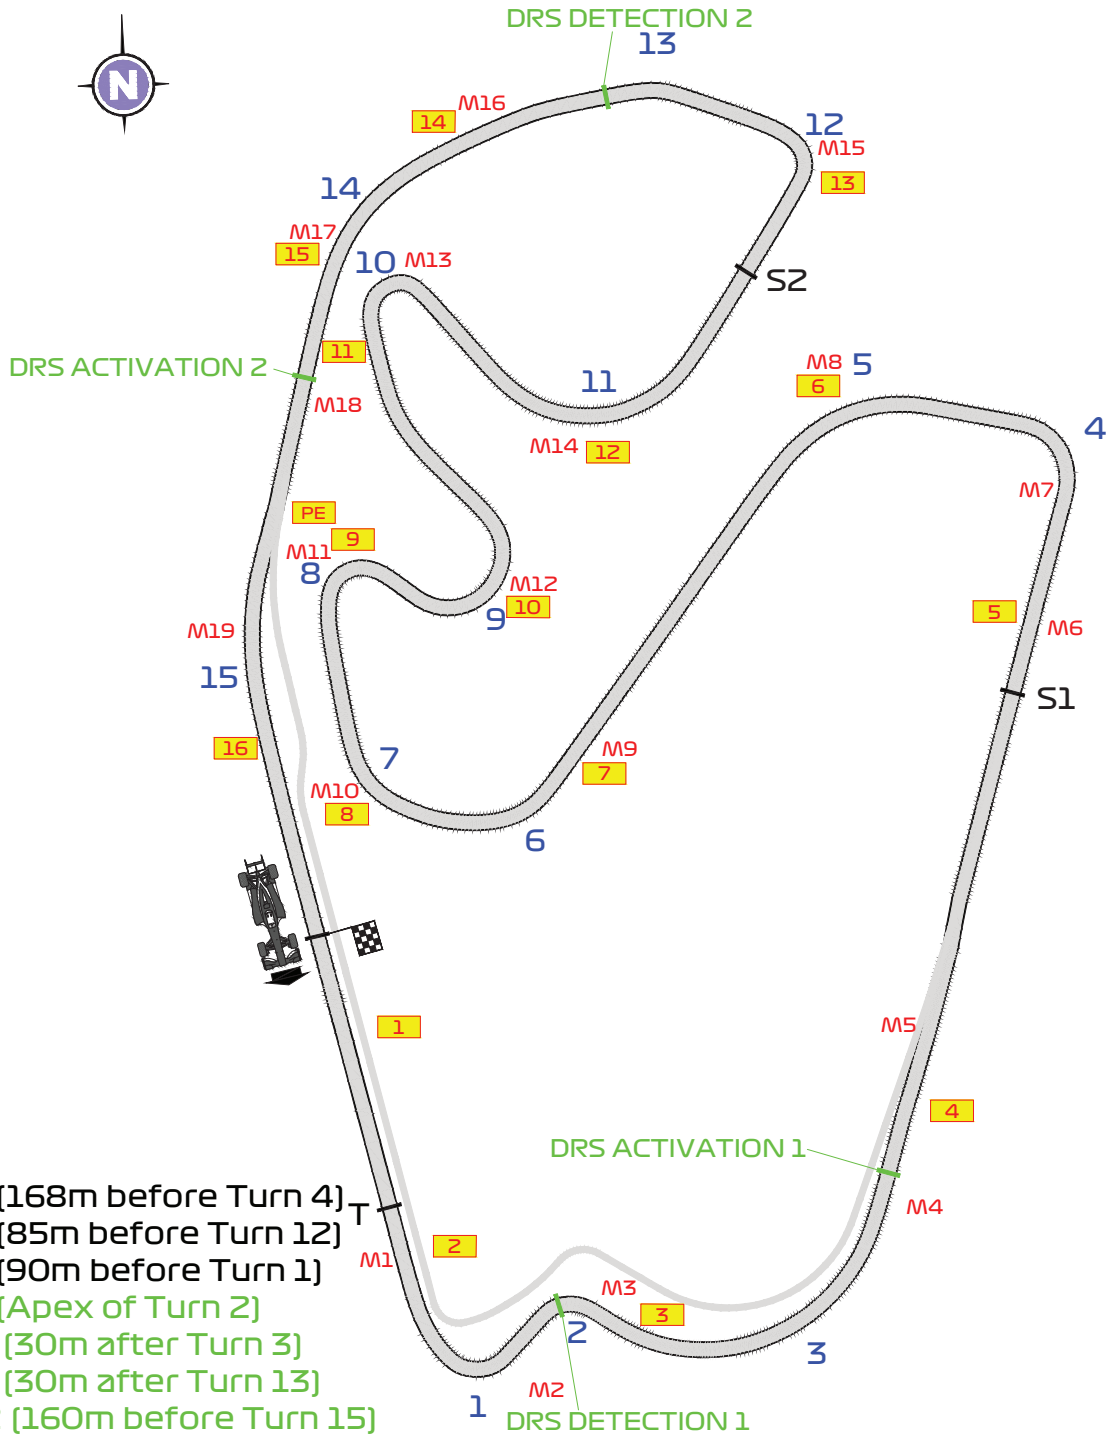 DRS DETECTION 2
13
N
M16
14
12
M15
13
14
M17
15
10
M13
S2
11
DRS ACTIVATION 2
M8
5
6
11
M18
4
M14
12
M7
PE
9
M11
8
M12
10
9
5
M6
M19
15
S1
16
7
M9
7
M10
8
6
1
M5
4
DRS ACTIVATION 1
(168m before Turn 4)
T
M4
(85m before Turn 12)
2
M1
(90m before Turn 1)
M3
3
(Apex of Turn 2)
2
(30m after Turn 3)
3
(30m after Turn 13)
M2
1
(160m before Turn 15)
DRS DETECTION 1